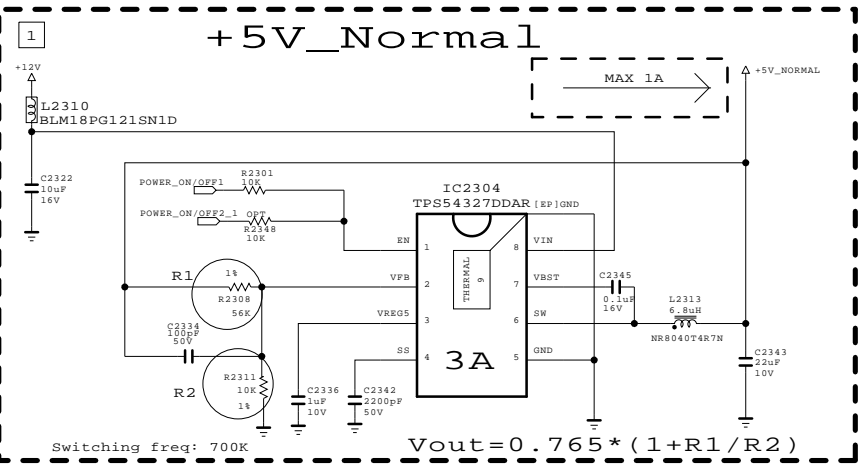 1
+5V_Normal
+12V
MAX 1A
+5V_NORMAL
L2310
BLM18PG121SN1D
C2322
10uF
16V
POWER_ON/OFF1
R2301
10K
POWER_ON/OFF2_1
OPT
R2348
10K
IC2304
TPS54327DDAR
[EP]GND
EN
1
8
VIN
THERMAL
9
R1
1%
R2308
56K
VFB
2
7
VBST
C2345
0.1uF
16V
VREG5
3
6
SW
L2313
6.8uH
NR8040T4R7N
C2334
100pF
50V
SS
4
3A
5
GND
C2343
22uF
10V
R2
R2311
10K
1%
C2336
1uF
10V
C2342
2200pF
50V
Switching freq: 700K
Vout=0.765*(1+R1/R2)